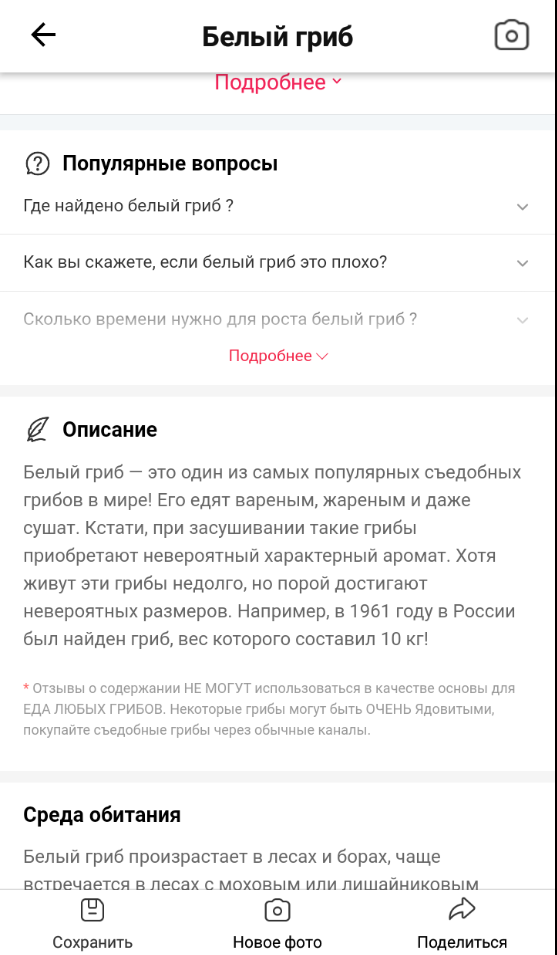 Белый гриб
Подробнее
Популярные вопросы
Где найдено белый гриб ?
Как вы скажете, если белый гриб это плохо?
Сколько времени нужно для роста белый гриб ?
Подробнее
Описание
Белый гриб — это один из самых популярных съедобных
грибов в мире! Его едят вареным, жареным и даже
сушат. Кстати, при засушивании такие грибы
приобретают невероятный характерный аромат. Хотя
живут эти грибы недолго, но порой достигают
невероятных размеров. Например, в 1961 году в России
был найден гриб, вес которого составил 10 кг!
* Отзывы о содержании НЕ МОГУТ использоваться в качестве основы для
ЕДА ЛЮБЫХ ГРИБОВ. Некоторые грибы могут быть ОЧЕНЬ Ядовитыми,
покупайте съедобные грибы через обычные каналы.
Среда обитания
Белый гриб произрастает в лесах и борах, чаще
встречается в лесах с моховым или лишайниковым
Сохранить
Новое фото
Поделиться